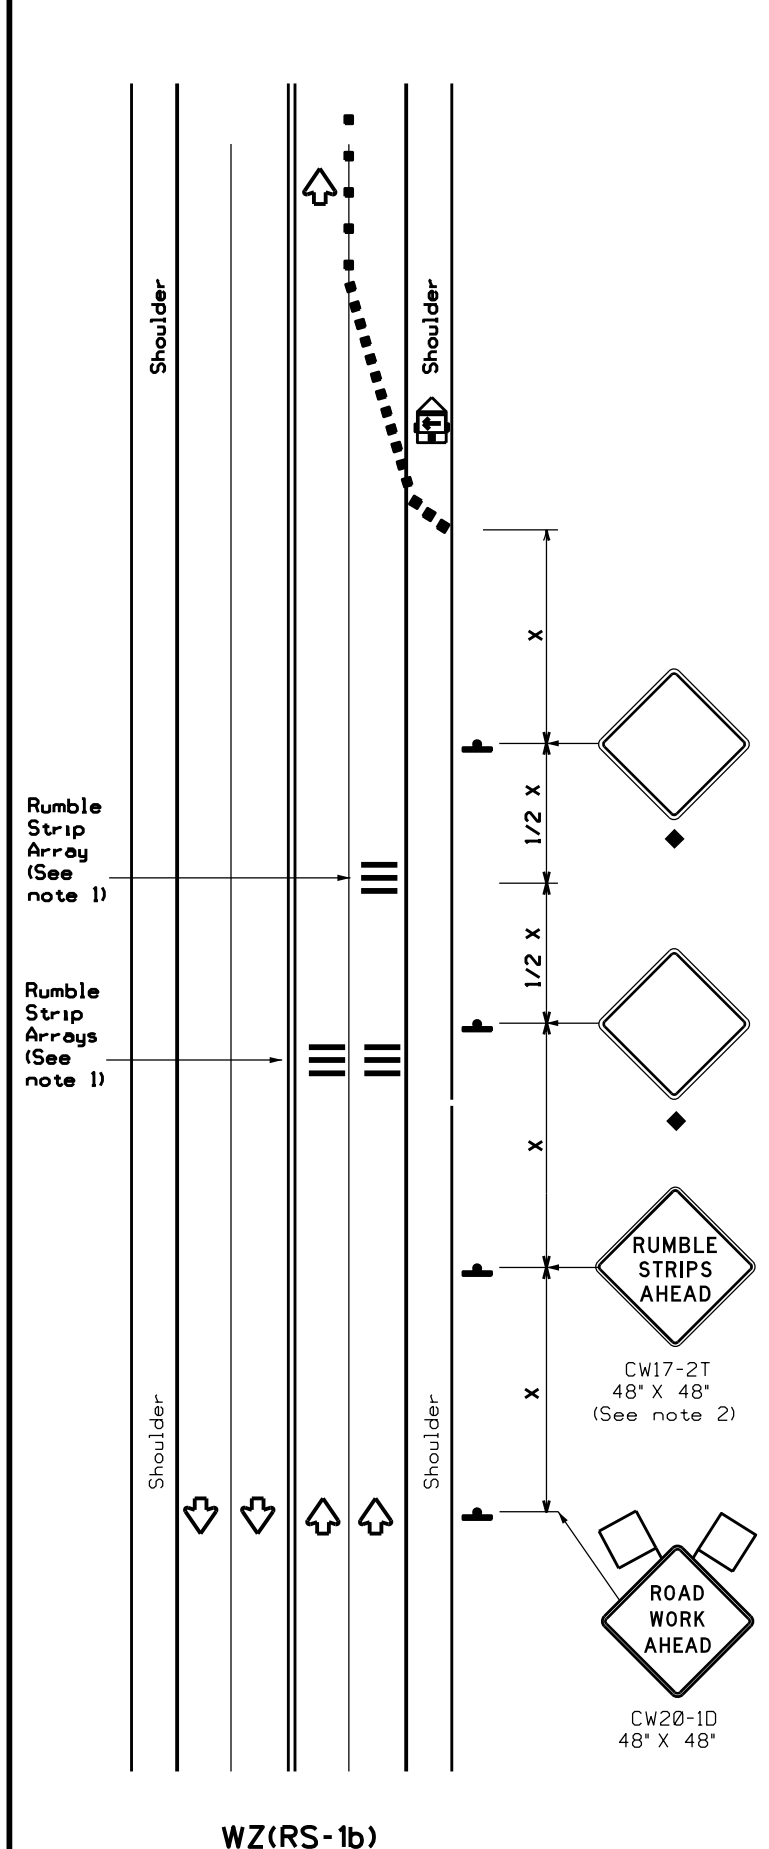 Shoulder
Shoulder
X
1/2 X
Rumble
Strip
Array
(See
note 1)
1/2 X
Rumble
Strip
Arrays
(See
note 1)
X
RUMBLE
STRIPS
AHEAD
CW17-2T
48" X 48"
(See note 2)
X
Shoulder
Shoulder
ROAD
WORK
AHEAD
CW20-1D
48" X 48"
WZ(RS-1b)